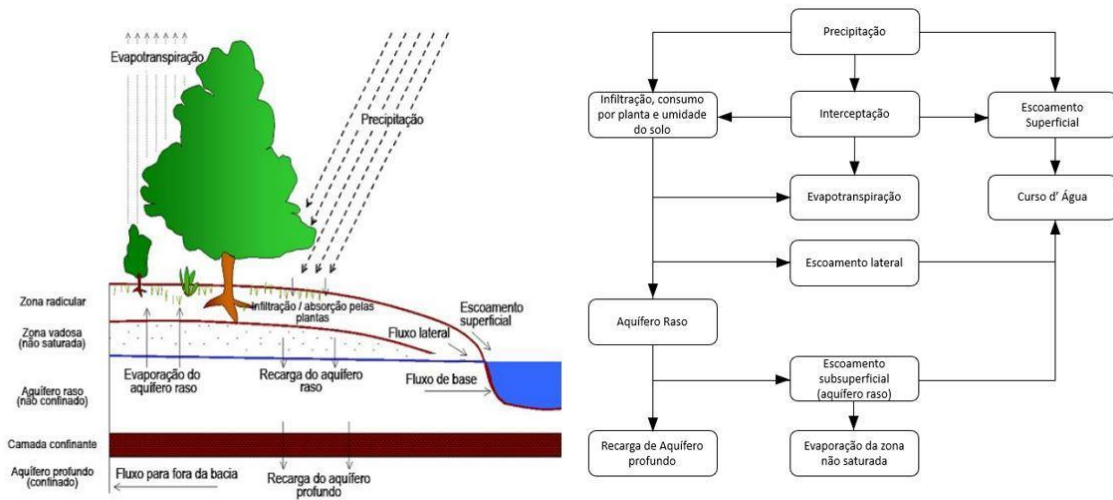 Evapotranspiração
Precipitação
Zona radicular
Infiltração / absorção pelas
plantas
Escoamento
superficial
Zona vadosa
(não saturada)
Fluxo lateral
Evaporação do
aquífero raso
Recarga do aquífero
raso
Fluxo de base
Aquífero raso
(não confinado)
Camada confinante
Aquífero profundo
(confinado)
Fluxo para fora da bacia
Recarga do aquífero
profundo
Precipitação
Infiltração, consumo
por planta e umidade
do solo
Interceptação
Escoamento
Superficial
Evapotranspiração
Curso d' Água
Escoamento lateral
Aquífero Raso
Escoamento
subsuperficial
(aquífero raso)
Recarga de Aquífero
profundo
Evaporação da zona
não saturada